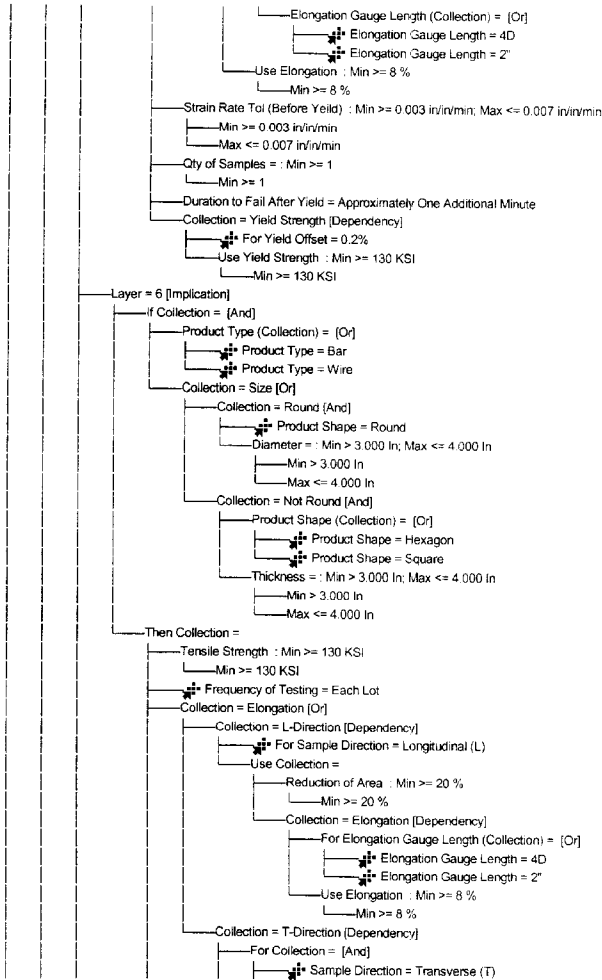 Elongation Gauge Length (Collection) = [Or]
Elongation Gauge Length = 4D
Elongation Gauge Length = 2"
Use Elongation : Min >= 8 %
Min >= 8 %
Strain Rate Tol (Before Yeild) : Min >= 0.003 in/in/min; Max <= 0.007 in/in/min
Min >= 0.003 in/in/min
Max <= 0.007 in/in/min
Qty of Samples = : Min >= 1
Min >= 1
Duration to Fail After Yield = Approximately One Additional Minute
Collection = Yield Strength [Dependency]
For Yield Offset = 0.2%
Use Yield Strength : Min >= 130 KSI
Min >= 130 KSI
Layer = 6 [Implication]
If Collection = [And]
Product Type (Collection) = [Or]
Product Type = Bar
Product Type = Wire
Collection = Size [Or]
Collection = Round [And]
Product Shape = Round
Diameter = : Min > 3.000 In; Max <= 4.000 In
Min > 3.000 In
Max <= 4.000 In
Collection = Not Round [And]
Product Shape (Collection) = [Or]
Product Shape = Hexagon
Product Shape = Square
Thickness = : Min > 3.000 In; Max <= 4.000 In
Min > 3.000 In
Max <= 4.000 In
Then Collection =
Tensile Strength : Min >= 130 KSI
Min >= 130 KSI
Frequency of Testing = Each Lot
Collection = Elongation [Or]
Collection = L-Direction [Dependency]
For Sample Direction = Longitudinal (L)
Use Collection =
Reduction of Area : Min >= 20 %
Min >= 20 %
Collection = Elongation [Dependency]
For Elongation Gauge Length (Collection) = [Or]
Elongation Gauge Length = 4D
Elongation Gauge Length = 2"
Use Elongation : Min >= 8 %
Min >= 8 %
Collection = T-Direction [Dependency]
For Collection = [And]
Sample Direction = Transverse (T)